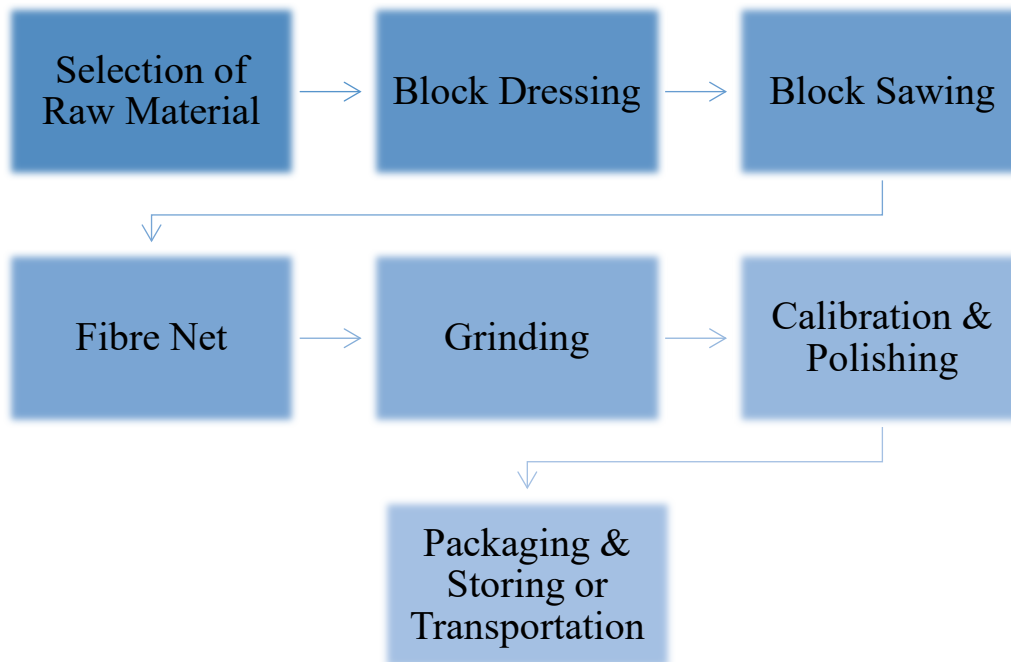 Selection of
Raw Material
Block Dressing
Block Sawing
Fibre Net
Grinding
Calibration &
Polishing
Packaging &
Storing or
Transportation